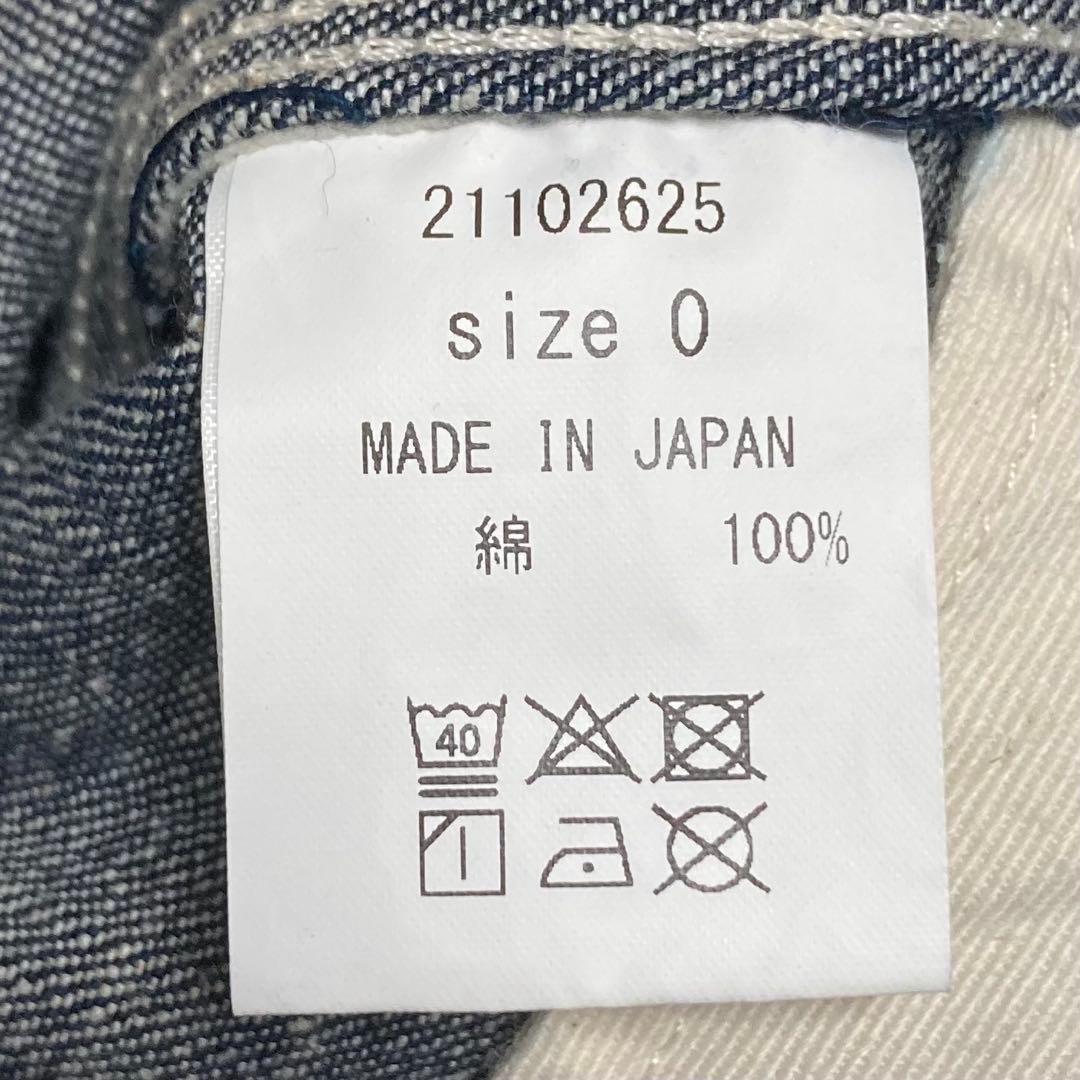 21102625
size 0
MADE IN JAPAN
綿 100%
40